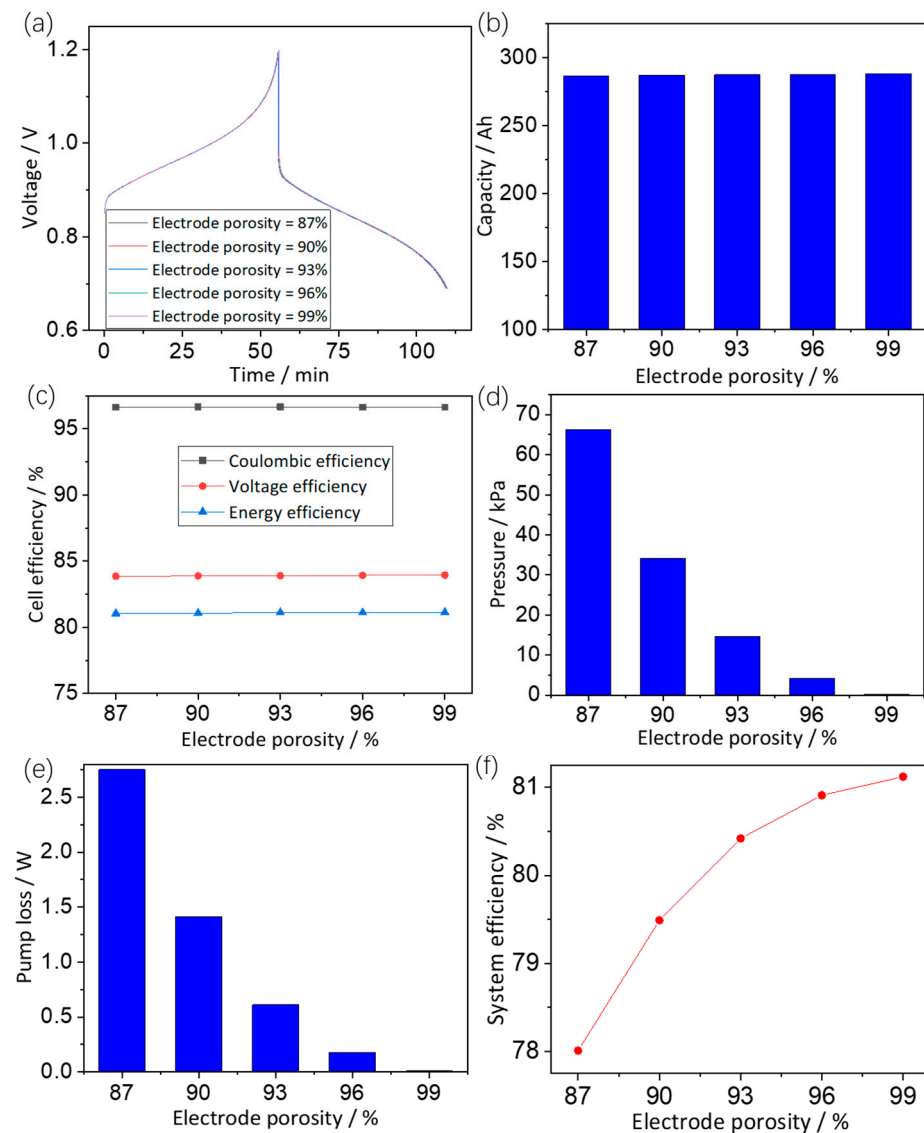 (a)
1.2
1.0
0.8
0.6
Voltage / V
Electrode porosity = 87%
Electrode porosity = 90%
Electrode porosity = 93%
Electrode porosity = 96%
Electrode porosity = 99%
0 25 50 75 100
Time / min
(b)
300
250
200
150
100
Capacity / Ah
87 90 93 96 99
Electrode porosity / %
(c)
95
90
85
80
75
Cell efficiency / %
Coulombic efficiency
Voltage efficiency
Energy efficiency
87 90 93 96 99
Electrode porosity / %
(d)
70
60
50
40
30
20
10
0
Pressure / kPa
87 90 93 96 99
Electrode porosity / %
(e)
2.5
2.0
1.5
1.0
0.5
0.0
Pump loss / W
87 90 93 96 99
Electrode porosity / %
(f)
81
80
79
78
System efficiency / %
87 90 93 96 99
Electrode porosity / %